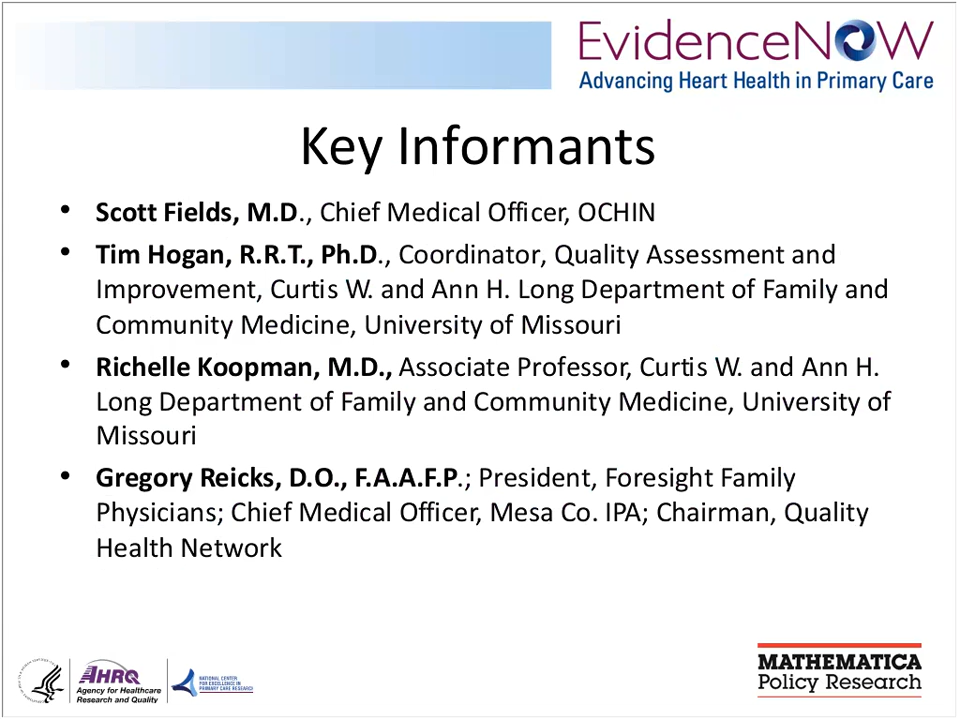 EvidenceNOW
Advancing Heart Health in Primary Care
Key Informants
• Scott Fields, M.D., Chief Medical Officer, OCHIN
• Tim Hogan, R.R.T., Ph.D., Coordinator, Quality Assessment and
Improvement, Curtis W. and Ann H. Long Department of Family and
Community Medicine, University of Missouri
• Richelle Koopman, M.D., Associate Professor, Curtis W. and Ann H.
Long Department of Family and Community Medicine, University of
Missouri
• Gregory Reicks, D.O., F.A.A.F.P.; President, Foresight Family
Physicians; Chief Medical Officer, Mesa Co. IPA; Chairman, Quality
Health Network
AHRQ
Agency for Healthcare
Research and Quality
NATIONAL CENTER
FOR EXCELLENCE IN
PRIMARY CARE RESEARCH
MATHEMATICA
Policy Research